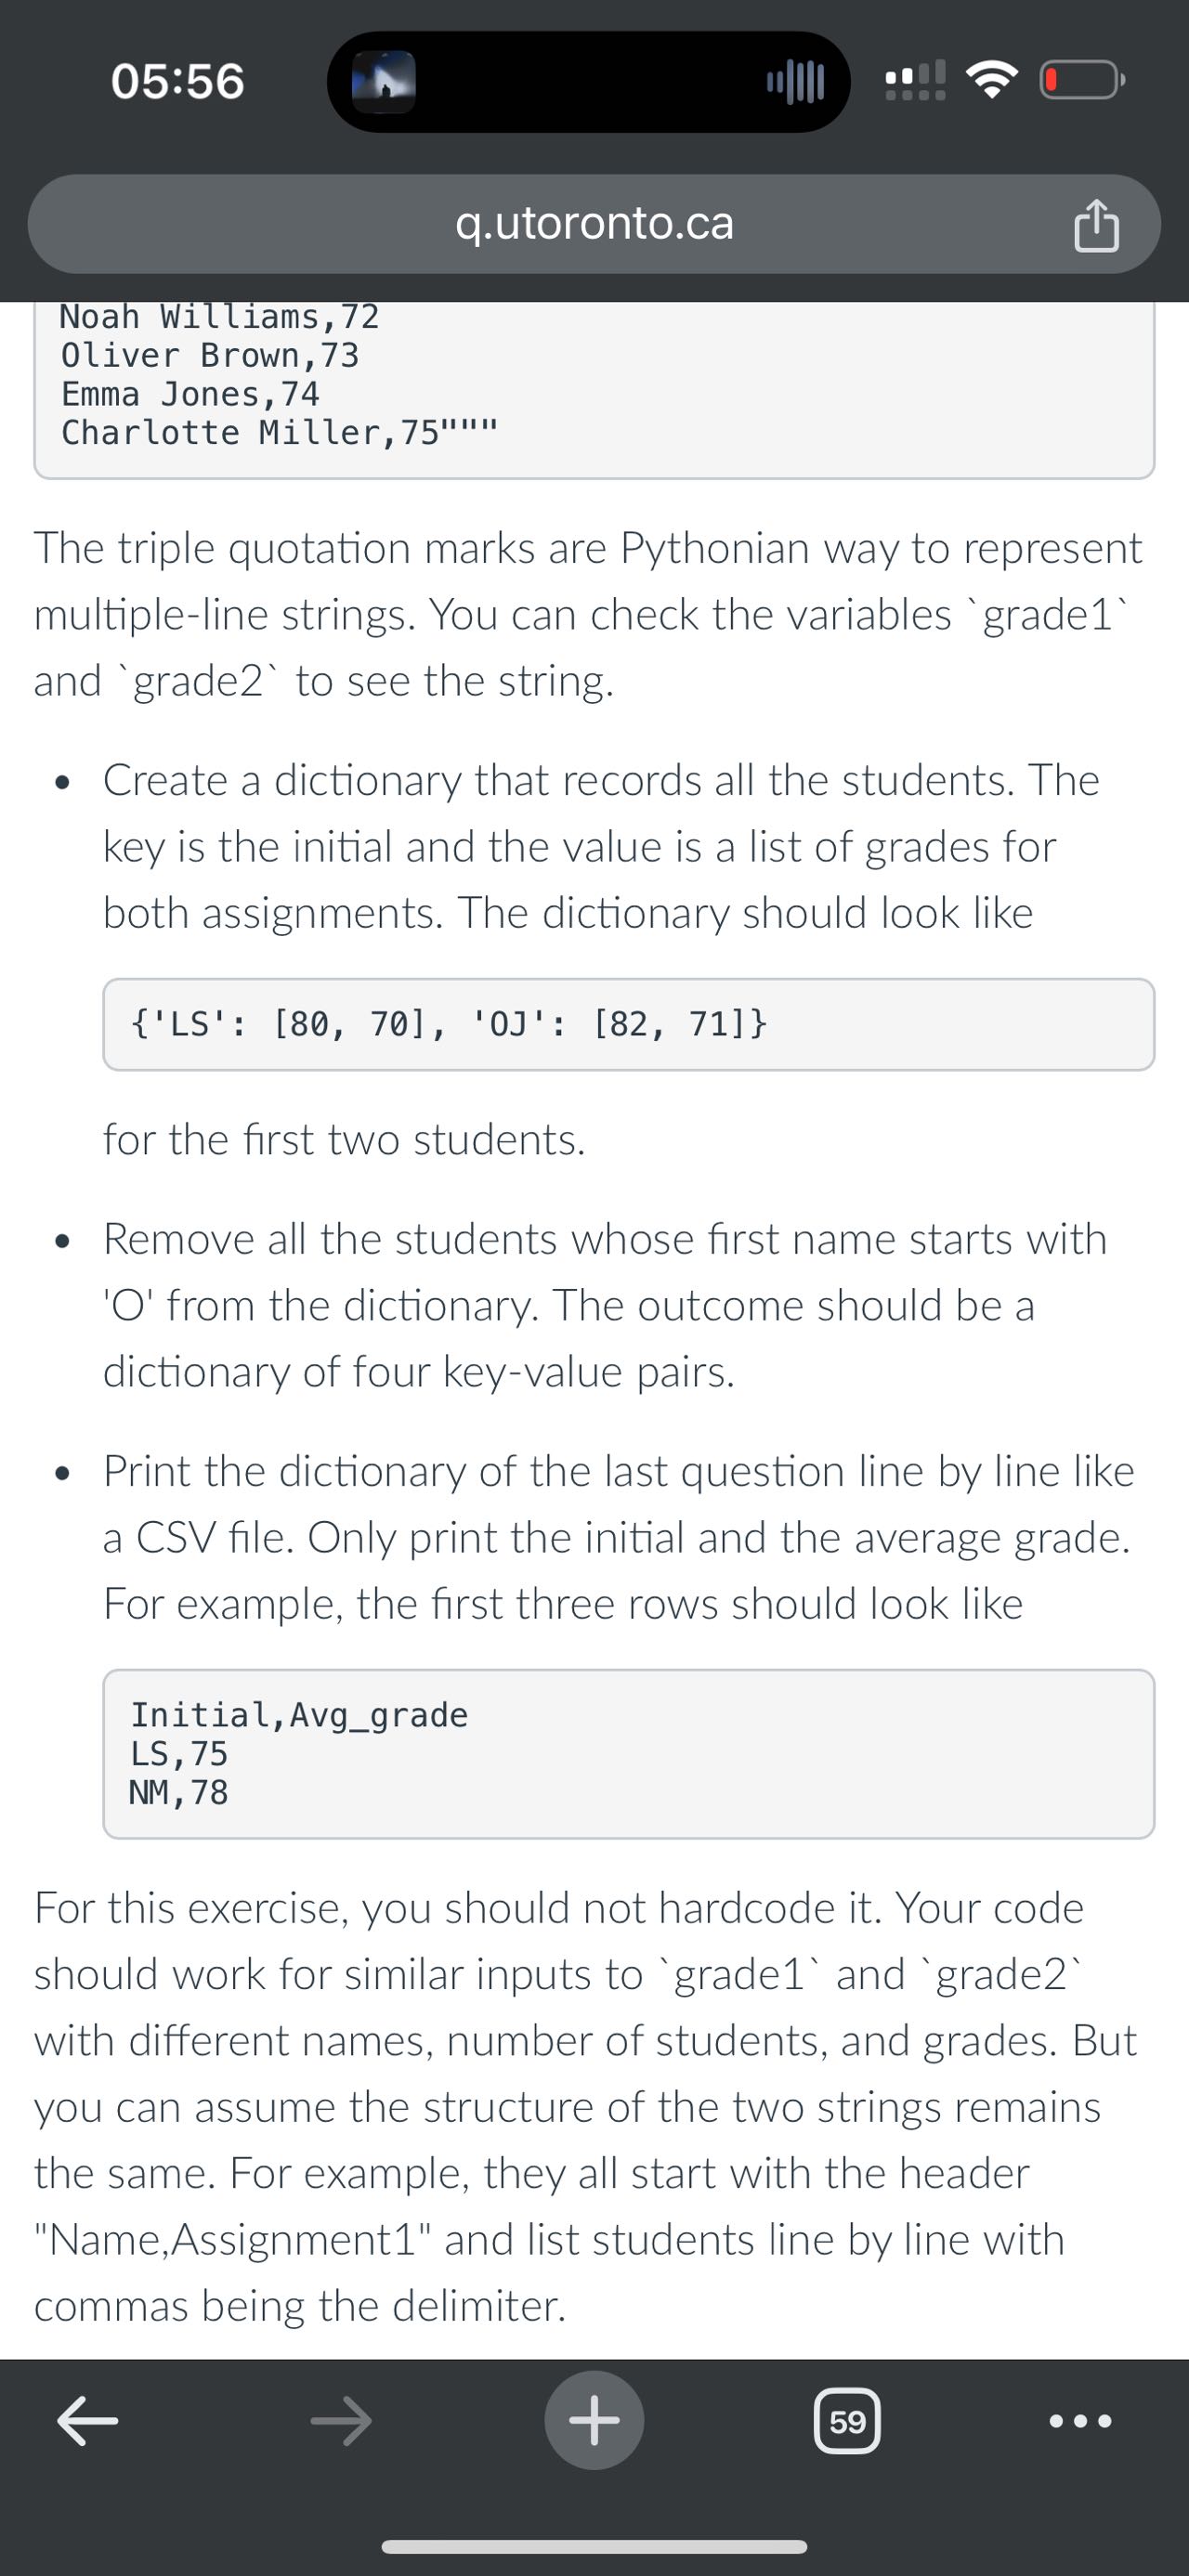 05:56
q.utoronto.ca
Noah Williams,72
Oliver Brown,73
Emma Jones,74
Charlotte Miller,75"""
The triple quotation marks are Pythonian way to represent
multiple-line strings. You can check the variables `grade1`
and `grade2` to see the string.
• Create a dictionary that records all the students. The
key is the initial and the value is a list of grades for
both assignments. The dictionary should look like
{'LS': [80, 70], 'OJ': [82, 71]}
for the first two students.
• Remove all the students whose first name starts with
'O' from the dictionary. The outcome should be a
dictionary of four key-value pairs.
• Print the dictionary of the last question line by line like
a CSV file. Only print the initial and the average grade.
For example, the first three rows should look like
Initial,Avg_grade
LS,75
NM,78
For this exercise, you should not hardcode it. Your code
should work for similar inputs to `grade1` and `grade2`
with different names, number of students, and grades. But
you can assume the structure of the two strings remains
the same. For example, they all start with the header
"Name,Assignment1" and list students line by line with
commas being the delimiter.
59